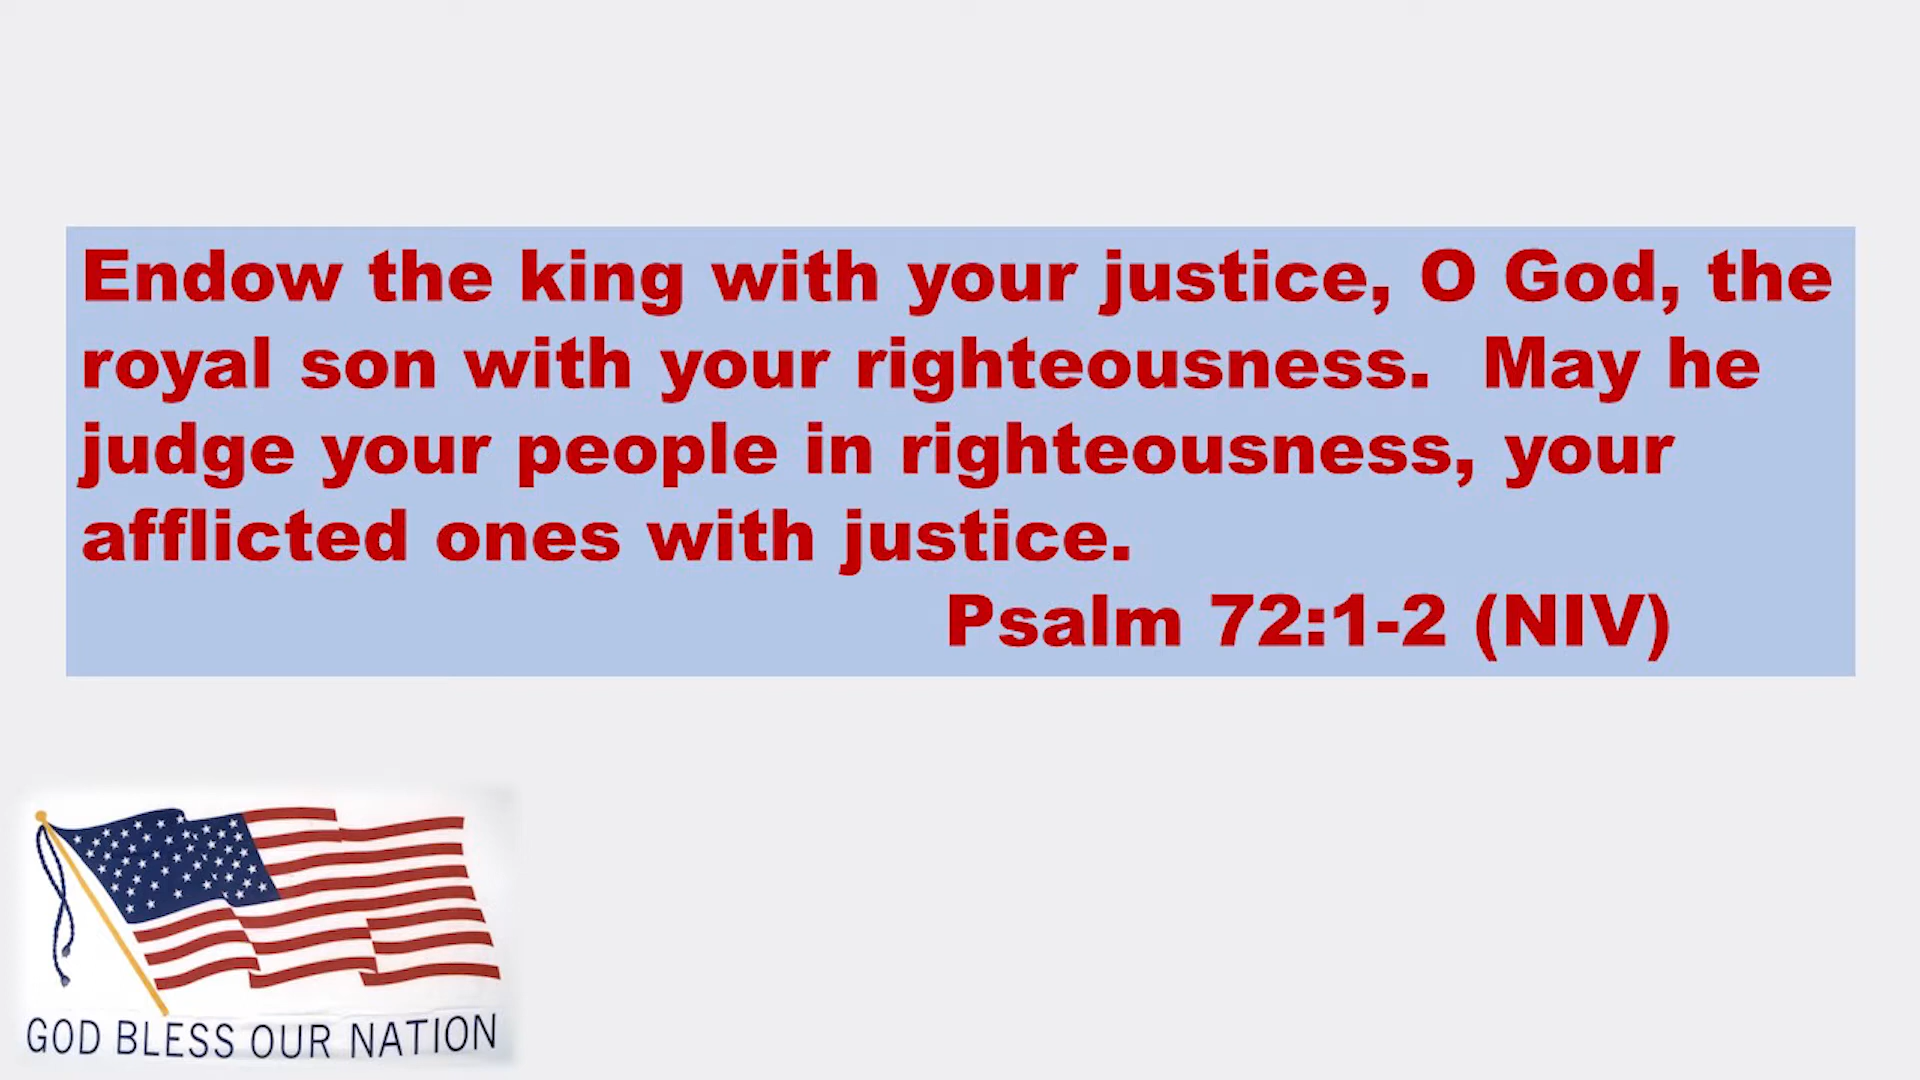 Endow the king with your justice, O God, the
royal son with your righteousness.  May he
judge your people in righteousness, your
afflicted ones with justice.
Psalm 72:1-2 (NIV)
GOD BLESS OUR NATION